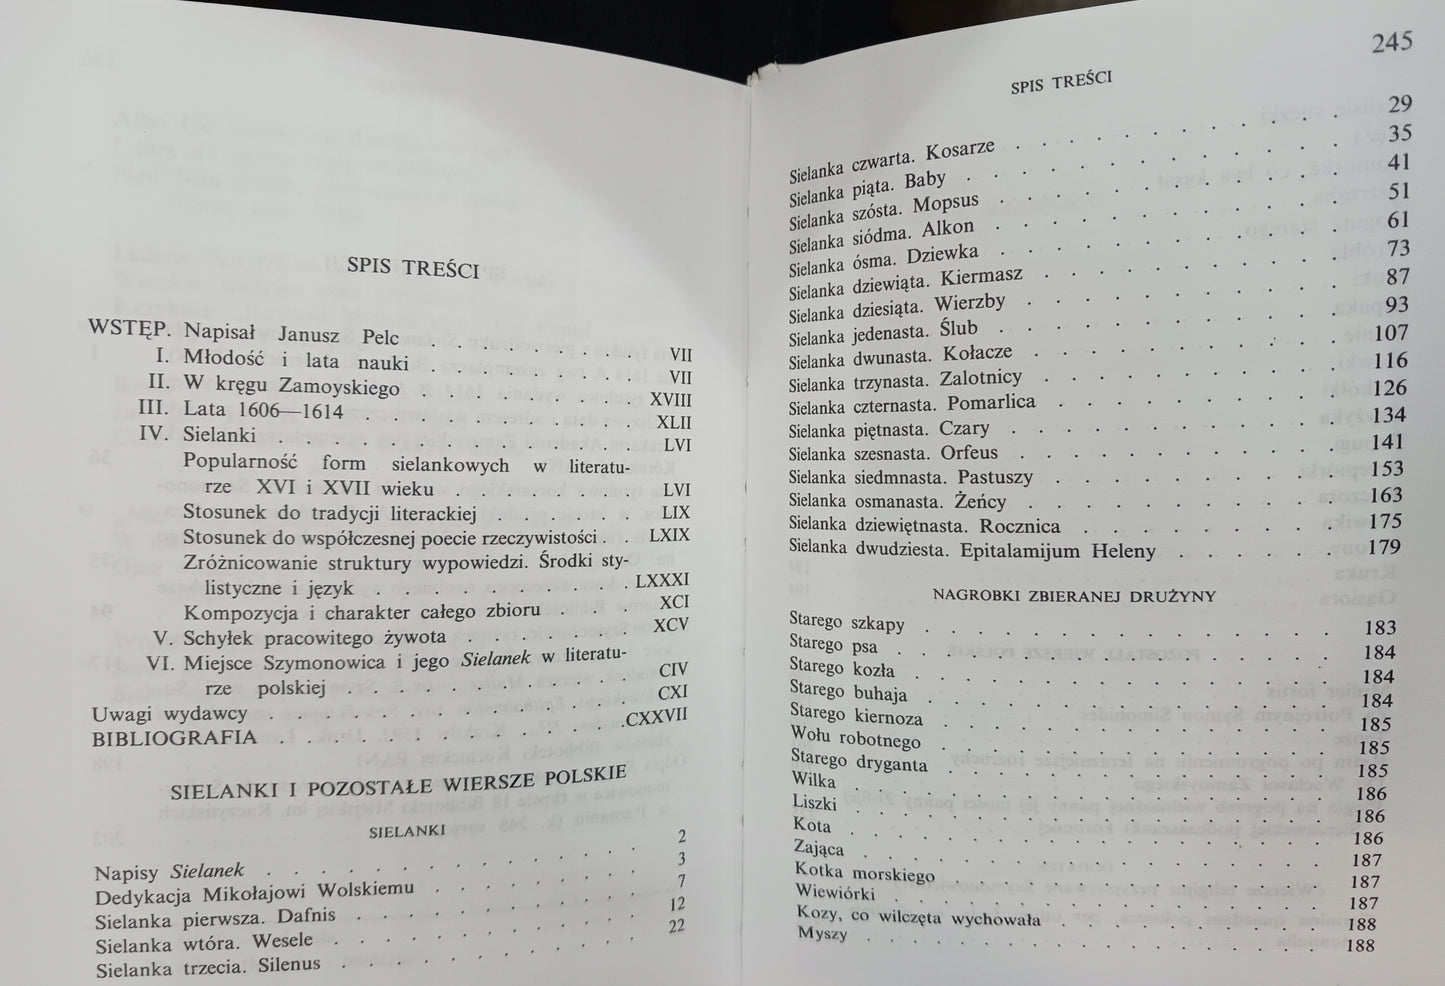 SPIS TREŚCI
WSTĘP. Napisał Janusz Pelc . . . . . . . . . VII
I. Młodość i lata nauki . . . . . . . . . VII
II. W kręgu Zamoyskiego . . . . . . . . XVIII
III. Lata 1606—1614 . . . . . . . . . . XLII
IV. Sielanki . . . . . . . . . . . . . LVI
Popularność form sielankowych w literatu-
rze XVI i XVII wieku . . . . . . . LVI
Stosunek do tradycji literackiej . . . . . . LIX
Stosunek do współczesnej poecie rzeczywistości . . LXIX
Zróżnicowanie struktury wypowiedzi. Środki sty-
listyczne i język . . . . . . . . . . LXXXI
Kompozycja i charakter całego zbioru . . . . XCI
V. Schyłek pracowitego żywota . . . . . . . XCV
VI. Miejsce Szymonowica i jego Sielanek w literatu-
rze polskiej . . . . . . . . . . . CIV
Uwagi wydawcy . . . . . . . . . . . . . CXI
BIBLIOGRAFIA . . . . . . . . . . . . . CXXVII
SIELANKI I POZOSTAŁE WIERSZE POLSKIE
SIELANKI
Napisy Sielanek . . . . . . . . . . . . . 2
Dedykacja Mikołajowi Wolskiemu . . . . . . . . 3
Sielanka pierwsza. Dafnis . . . . . . . . . . 7
Sielanka wtóra. Wesele . . . . . . . . . . . 12
Sielanka trzecia. Silenus . . . . . . . . . . . 22
245
SPIS TREŚCI
Sielanka czwarta. Kosarze . . . . . . . . . . . 29
Sielanka piąta. Baby . . . . . . . . . . . . 35
Sielanka szósta. Mopsus . . . . . . . . . . . 41
Sielanka siódma. Alkon . . . . . . . . . . . 51
Sielanka ósma. Dziewka . . . . . . . . . . . 61
Sielanka dziewiąta. Kiermasz . . . . . . . . . . 73
Sielanka dziesiąta. Wierzby . . . . . . . . . . 87
Sielanka jedenasta. Ślub . . . . . . . . . . . 93
Sielanka dwunasta. Kołacze . . . . . . . . . . 107
Sielanka trzynasta. Zalotnicy . . . . . . . . . . 116
Sielanka czternasta. Pomarlica . . . . . . . . . 126
Sielanka piętnasta. Czary . . . . . . . . . . . 134
Sielanka szesnasta. Orfeus . . . . . . . . . . 141
Sielanka siedmnasta. Pastuszy . . . . . . . . . 153
Sielanka osmanasta. Żeńcy . . . . . . . . . . 163
Sielanka dziewiętnasta. Rocznica . . . . . . . . 175
Sielanka dwudziesta. Epitalamijum Heleny . . . . . . 179
NAGROBKI ZBIERANEJ DRUŻYNY
Starego szkapy . . . . . . . . . . . . . . 183
Starego psa . . . . . . . . . . . . . . . 184
Starego kozła . . . . . . . . . . . . . . 184
Starego buhaja . . . . . . . . . . . . . . 184
Starego kiernoza . . . . . . . . . . . . . 185
Wołu robotnego . . . . . . . . . . . . . . 185
Starego dryganta . . . . . . . . . . . . . 185
Wilka . . . . . . . . . . . . . . . . . 186
Liszki . . . . . . . . . . . . . . . . . 186
Kota . . . . . . . . . . . . . . . . . 186
Zająca . . . . . . . . . . . . . . . . 187
Kotka morskiego . . . . . . . . . . . . . 187
Wiewiórki . . . . . . . . . . . . . . . 187
Kozy, co wilczęta wychowała . . . . . . . . . . 188
Myszy . . . . . . . . . . . . . . . . . 188